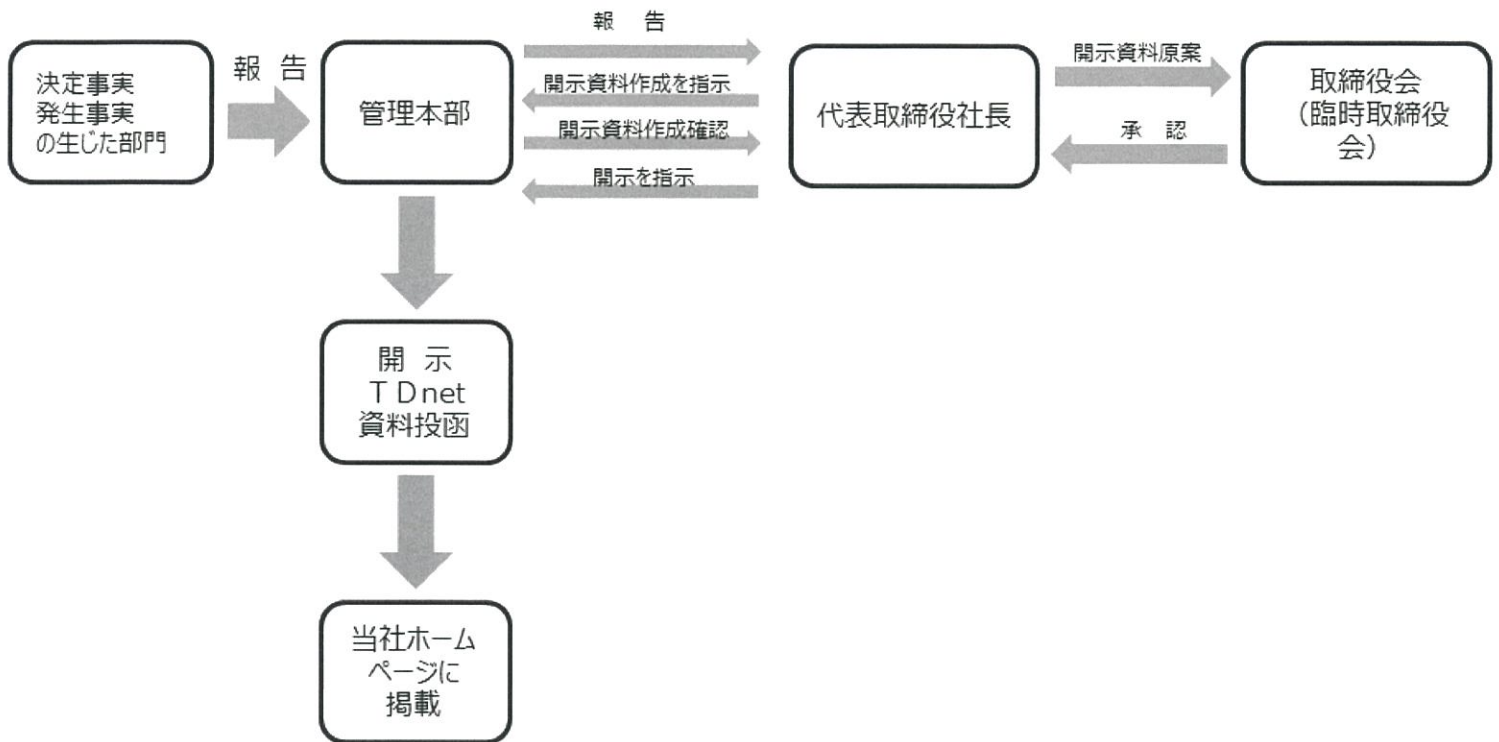 決定事実
発生事実
の生じた部門
報 告
管理本部
報 告
開示資料作成を指示
開示資料作成確認
開示を指示
代表取締役社長
開示資料原案
承 認
取締役会
（臨時取締役
会）
開 示
ＴＤnet
資料投函
当社ホーム
ページに
掲載